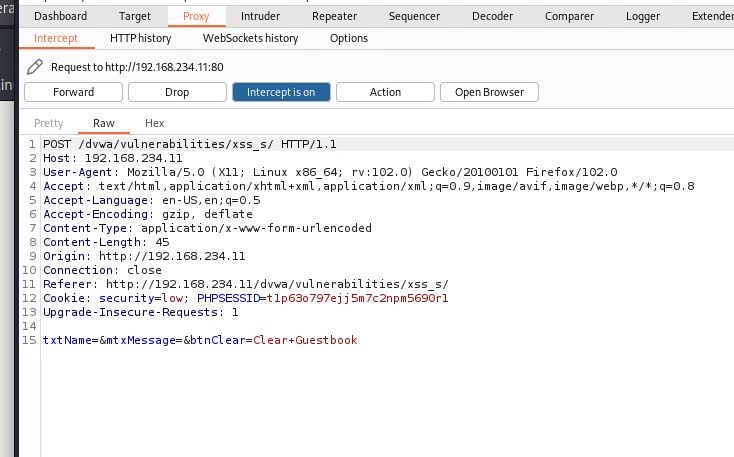 Dashboard Target Proxy Intruder Repeater Sequencer Decoder Comparer Logger Extender
Intercept HTTP history WebSockets history Options
Request to http://192.168.234.11:80
Forward Drop Intercept is on Action Open Browser
Pretty Raw Hex
1 POST /dvwa/vulnerabilities/xss_s/ HTTP/1.1
2 Host: 192.168.234.11
3 User-Agent: Mozilla/5.0 (X11; Linux x86_64; rv:102.0) Gecko/20100101 Firefox/102.0
4 Accept: text/html,application/xhtml+xml,application/xml;q=0.9,image/avif,image/webp,*/*;q=0.8
5 Accept-Language: en-US,en;q=0.5
6 Accept-Encoding: gzip, deflate
7 Content-Type: application/x-www-form-urlencoded
8 Content-Length: 45
9 Origin: http://192.168.234.11
10 Connection: close
11 Referer: http://192.168.234.11/dvwa/vulnerabilities/xss_s/
12 Cookie: security=low; PHPSESSID=t1p63o797ejj5m7c2npm5690r1
13 Upgrade-Insecure-Requests: 1
14
15 txtName=&mtxMessage=&btnClear=Clear+Guestbook